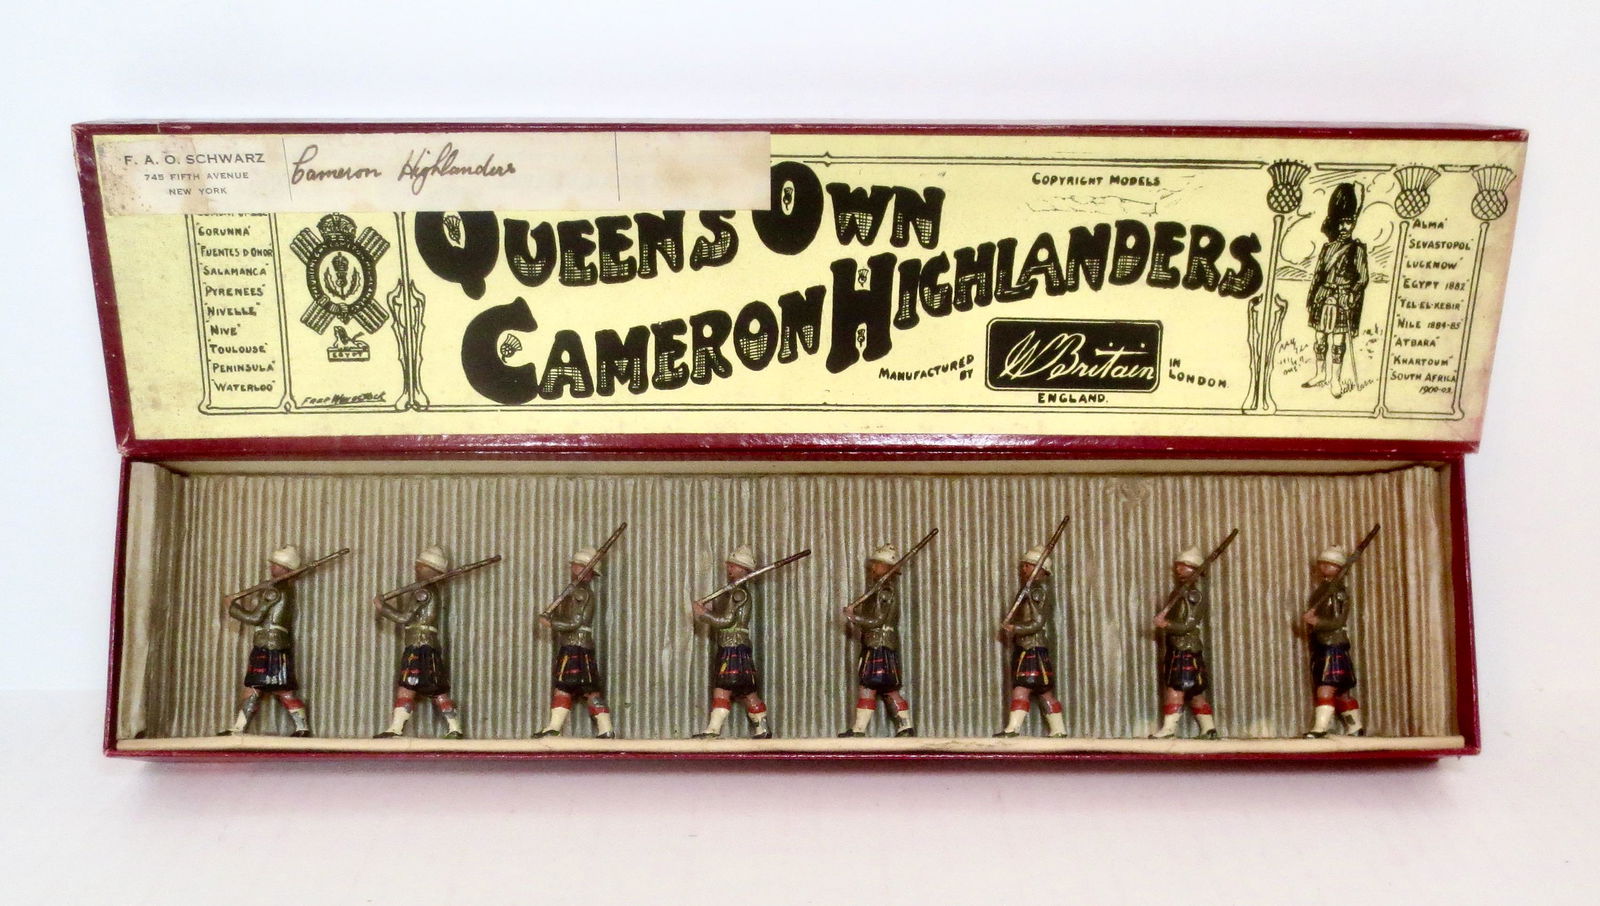 F. A. O. SCHWARZ
745 FIFTH AVENUE
NEW YORK
Cameron Highlanders
"CORUNNA"
"FUENTES D'ONOR
"SALAMANCA"
"PYRENEES"
"NIVELLE"
"NIVE"
"TOULOUSE"
"PENINSULA"
"WATERLOO"
EGYPT
QUEENS OWN
CAMERON HIGHLANDERS
COPYRIGHT MODELS
MANUFACTURED
BY
W Britain
IN
LONDON.
ENGLAND.
"ALMA"
"SEVASTOPOL"
"LUCKNOW"
"EGYPT 1882"
"TEL-EL-KEBIR"
"NILE 1884-85
"ATBARA"
"KHARTOUM"
"SOUTH AFRICA
1900-02.